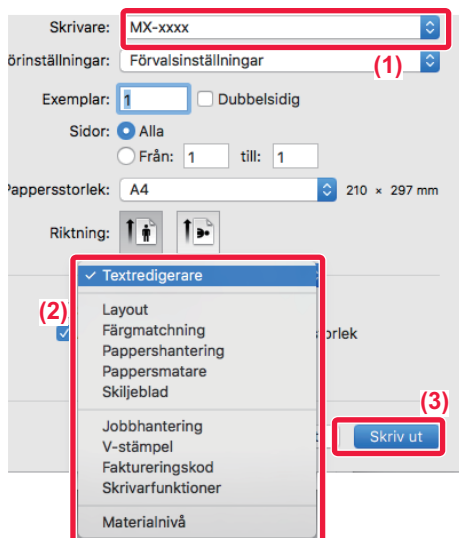 Skrivare: MX-xxxx
örinställningar: Förvalsinställningar
(1)
Exemplar: 1 Dubbelsidig
Sidor: Alla
Från: 1 till: 1
Pappersstorlek: A4 210 × 297 mm
Riktning:
✓ Textredigerare
(2)
Layout
Färgmatchning
orlek
Pappershantering
Pappersmatare
Skiljeblad
(3)
Jobbhantering
Skriv ut
V-stämpel
Faktureringskod
Skrivarfunktioner
Materialnivå